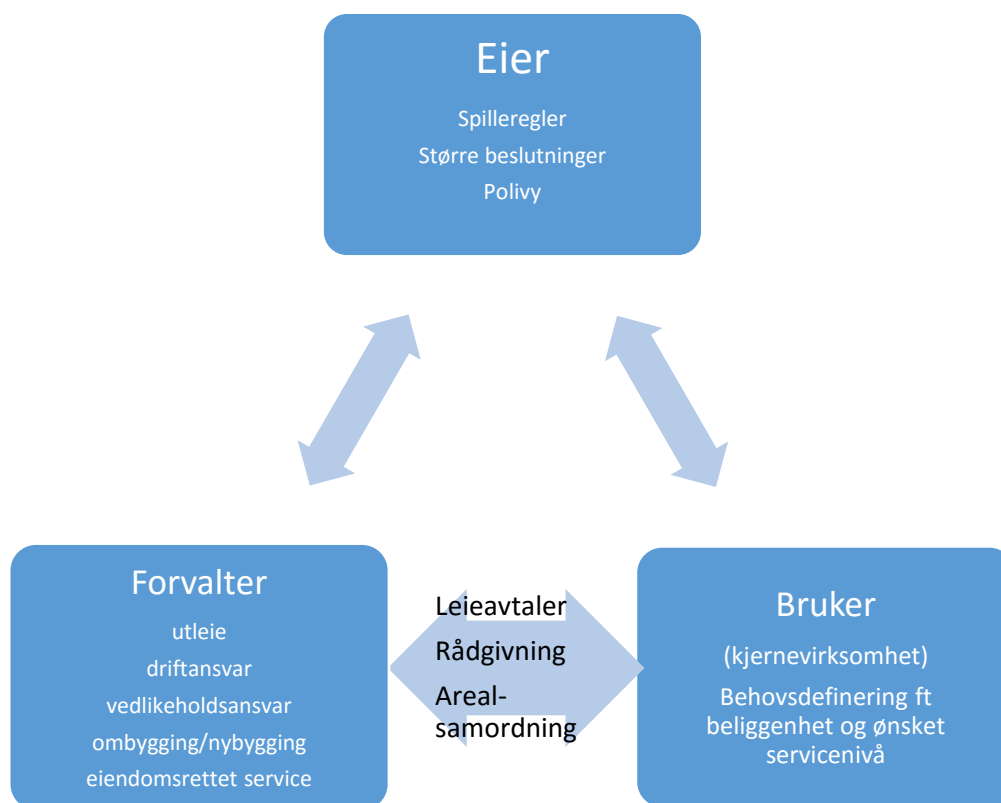 Eier
Spilleregler
Større beslutninger
Polivy
Forvalter
utleie
driftansvar
vedlikeholdsansvar
ombygging/nybygging
eiendomsrettet service
Leieavtaler
Rådgivning
Areal-
samordning
Bruker
(kjernevirksomhet)
Behovsdefinering ft
beliggenhet og ønsket
servicenivå